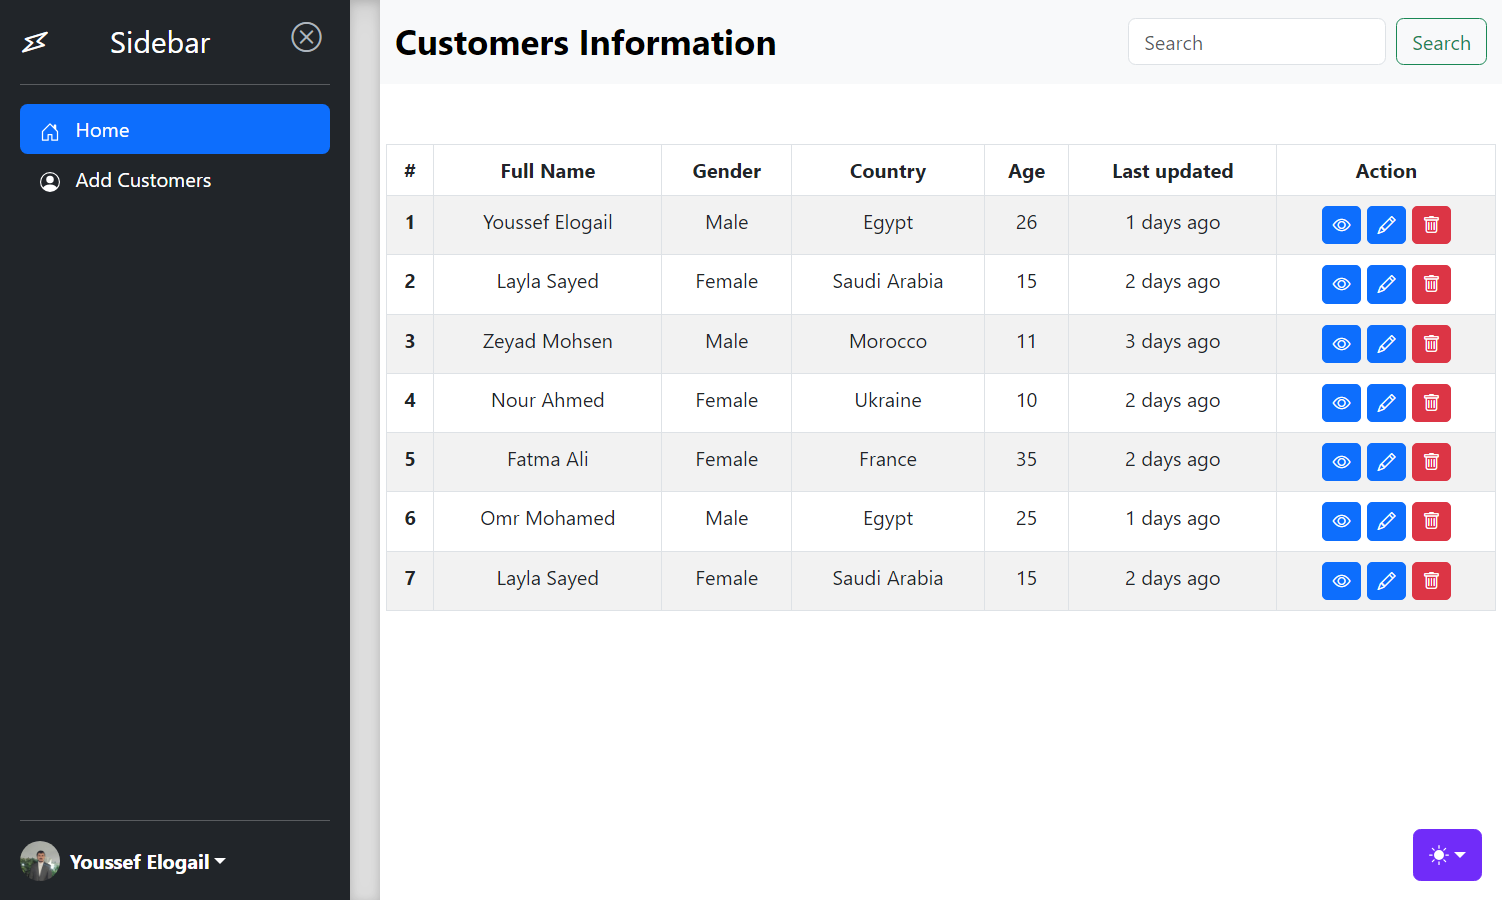 Sidebar
Home
Add Customers
Youssef Elogail
Customers Information
Search Search
# Full Name Gender Country Age Last updated Action
1 Youssef Elogail Male Egypt 26 1 days ago
2 Layla Sayed Female Saudi Arabia 15 2 days ago
3 Zeyad Mohsen Male Morocco 11 3 days ago
4 Nour Ahmed Female Ukraine 10 2 days ago
5 Fatma Ali Female France 35 2 days ago
6 Omr Mohamed Male Egypt 25 1 days ago
7 Layla Sayed Female Saudi Arabia 15 2 days ago